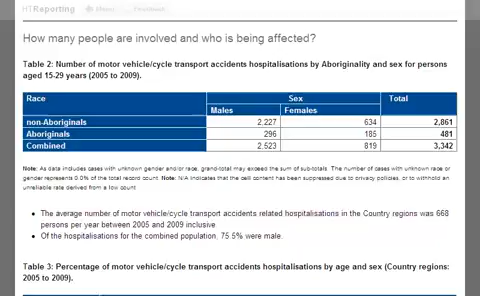 HTReporting Menu Feedback
How many people are involved and who is being affected?
Table 2: Number of motor vehicle/cycle transport accidents hospitalisations by Aboriginality and sex for persons
aged 15-29 years (2005 to 2009).
Race Sex Total
Males Females
non-Aboriginals 2,227 634 2,861
Aboriginals 296 185 481
Combined 2,523 819 3,342
Note: As data includes cases with unknown gender and/or race, grand-total may exceed the sum of sub-totals. The number of cases with unknown race or
gender represents 0.0% of the total record count. Note: N/A indicates that the cell content has been suppressed due to privacy policies, or to withhold an
unreliable rate derived from a low count
• The average number of motor vehicle/cycle transport accidents related hospitalisations in the Country regions was 668
persons per year between 2005 and 2009 inclusive.
• Of the hospitalisations for the combined population, 75.5% were male.
Table 3: Percentage of motor vehicle/cycle transport accidents hospitalisations by age and sex (Country regions:
2005 to 2009).